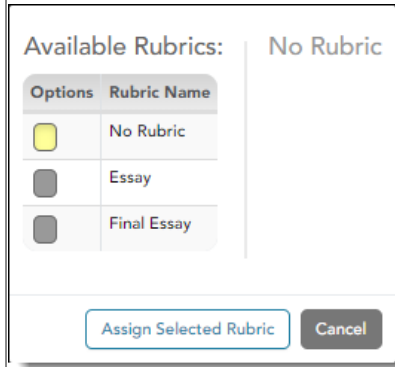 Available Rubrics:
No Rubric
Options Rubric Name
No Rubric
Essay
Final Essay
Assign Selected Rubric
Cancel